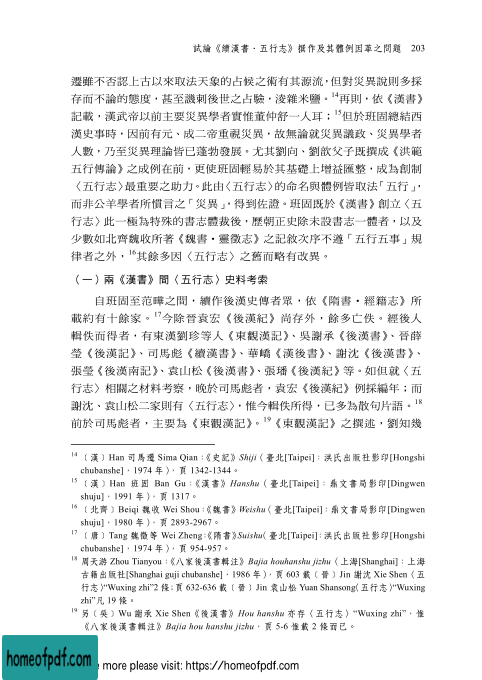 試論《續漢書．五行志》撰作及其體例因革之問題 203
遷雖不否認上古以來取法天象的占候之術有其源流，但對災異說則多採
存而不論的態度，甚至譏刺後世之占驗，淩雜米鹽。14再則，依《漢書》
記載，漢武帝以前主要災異學者實惟董仲舒一人耳；15但於班固總結西
漢史事時，因前有元、成二帝重視災異，故無論就災異議政、災異學者
人數，乃至災異理論皆已蓬勃發展。尤其劉向、劉歆父子既撰成《洪範
五行傳論》之成例在前，更使班固輕易於其基礎上增益匯整，成為創制
〈五行志〉最重要之助力。此由〈五行志〉的命名與體例皆取法「五行」，
而非公羊學者所慣言之「災異」，得到佐證。班固既於《漢書》創立〈五
行志〉此一極為特殊的書志體裁後，歷朝正史除未設書志一體者，以及
少數如北齊魏收所著《魏書．靈徵志》之記敘次序不遵「五行五事」規
律者之外，16其餘多因〈五行志〉之舊而略有改異。
（一）兩《漢書》間〈五行志〉史料考索
自班固至范曄之間，續作後漢史傳者眾，依《隋書．經籍志》所
載約有十餘家。17今除晉袁宏《後漢紀》尚存外，餘多亡佚。經後人
輯佚而得者，有東漢劉珍等人《東觀漢記》、吳謝承《後漢書》、晉薛
瑩《後漢記》、司馬彪《續漢書》、華嶠《漢後書》、謝沈《後漢書》、
張瑩《後漢南記》、袁山松《後漢書》、張璠《後漢紀》等。如但就〈五
行志〉相關之材料考察，晚於司馬彪者，袁宏《後漢紀》例採編年；而
謝沈、袁山松二家則有〈五行志〉，惟今輯佚所得，已多為散句片語。18
前於司馬彪者，主要為《東觀漢記》。19《東觀漢記》之撰述，劉知幾
14 〔漢〕Han 司馬遷 Sima Qian：《史記》Shiji（臺北[Taipei]：洪氏出版社影印[Hongshi
chubanshe]，1974 年），頁 1342-1344。
15 〔漢〕Han 班固 Ban Gu：《漢書》Hanshu（臺北[Taipei]：鼎文書局影印[Dingwen
shuju]，1991 年），頁 1317。
16 〔北齊〕Beiqi 魏收 Wei Shou：《魏書》Weishu（臺北[Taipei]：鼎文書局影印[Dingwen
shuju]，1980 年），頁 2893-2967。
17 〔唐〕Tang 魏徵等 Wei Zheng：《隋書》Suishu（臺北[Taipei]：洪氏出版社影印[Hongshi
chubanshe]，1974 年），頁 954-957。
18 周天游 Zhou Tianyou：《八家後漢書輯注》Bajia houhanshu jizhu（上海[Shanghai]：上海
古籍出版社[Shanghai guji chubanshe]，1986 年），頁 603 載〔晉〕Jin 謝沈 Xie Shen〈五
行志〉“Wuxing zhi”2 條；頁 632-636 載〔晉〕Jin 袁山松 Yuan Shansong〈五行志〉“Wuxing
zhi”凡 19 條。
19 另〔吳〕Wu 謝承 Xie Shen《後漢書》Hou hanshu 亦存〈五行志〉“Wuxing zhi”，惟
《八家後漢書輯注》Bajia hou hanshu jizhu，頁 5-6 惟載 2 條而已。
homeofpdf.com
e more please visit: https://homeofpdf.com